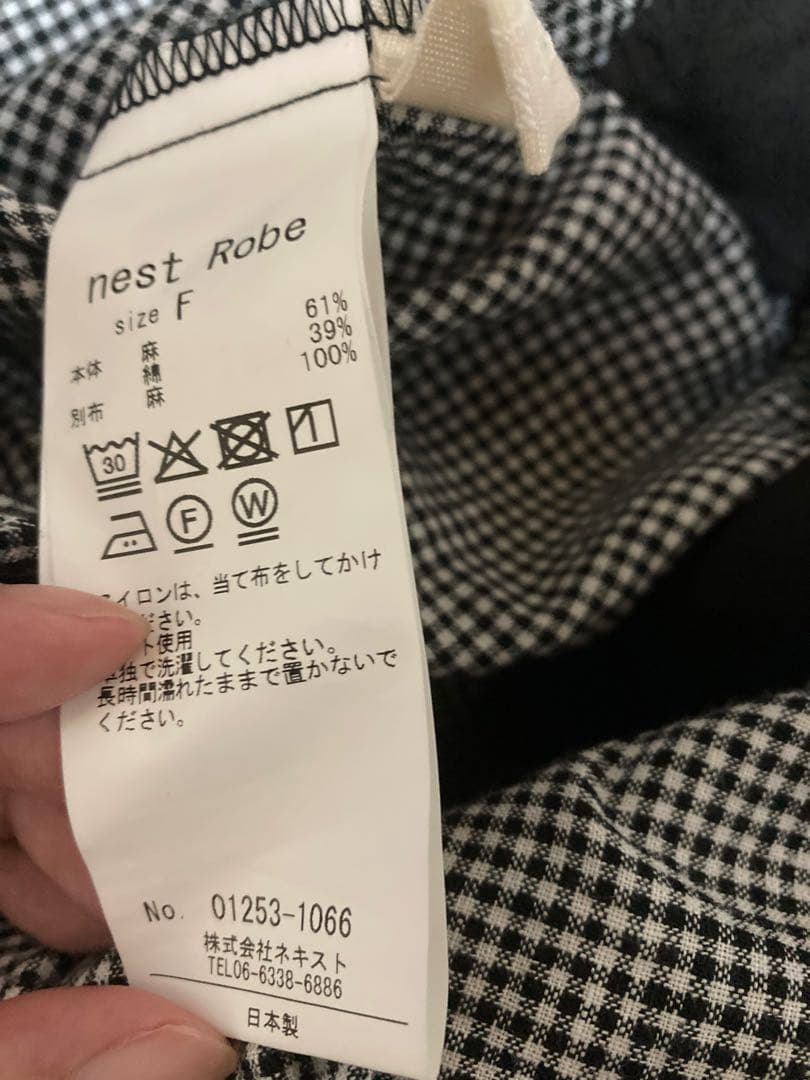 nest Robe
size F
本体 麻 61%
綿 39%
別布 麻 100%
30
F W
イロンは、当て布をしてかけ
ださい。
ト使用
単独で洗濯してください。
長時間濡れたままで置かないで
ください。
No. 01253-1066
株式会社ネキスト
TEL06-6338-6886
日本製